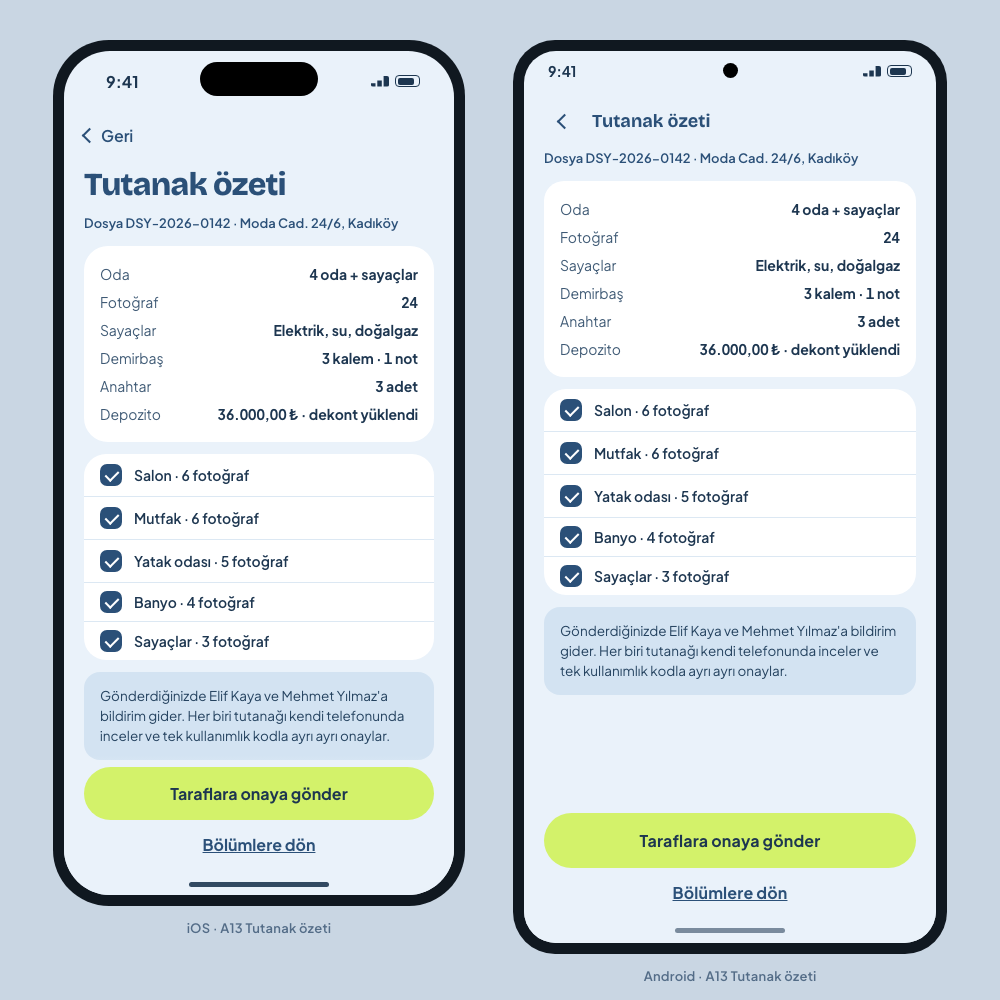 9:41
Geri
Tutanak özeti
Dosya DSY-2026-0142 · Moda Cad. 24/6, Kadıköy
Oda 4 oda + sayaçlar
Fotoğraf 24
Sayaçlar Elektrik, su, doğalgaz
Demirbaş 3 kalem · 1 not
Anahtar 3 adet
Depozito 36.000,00 ₺ · dekont yüklendi
Salon · 6 fotoğraf
Mutfak · 6 fotoğraf
Yatak odası · 5 fotoğraf
Banyo · 4 fotoğraf
Sayaçlar · 3 fotoğraf
Gönderdiğinizde Elif Kaya ve Mehmet Yılmaz'a
bildirim gider. Her biri tutanağı kendi telefonunda
inceler ve tek kullanımlık kodla ayrı ayrı onaylar.
Taraflara onaya gönder
Bölümlere dön
iOS · A13 Tutanak özeti
9:41
Tutanak özeti
Dosya DSY-2026-0142 · Moda Cad. 24/6, Kadıköy
Oda 4 oda + sayaçlar
Fotoğraf 24
Sayaçlar Elektrik, su, doğalgaz
Demirbaş 3 kalem · 1 not
Anahtar 3 adet
Depozito 36.000,00 ₺ · dekont yüklendi
Salon · 6 fotoğraf
Mutfak · 6 fotoğraf
Yatak odası · 5 fotoğraf
Banyo · 4 fotoğraf
Sayaçlar · 3 fotoğraf
Gönderdiğinizde Elif Kaya ve Mehmet Yılmaz'a bildirim
gider. Her biri tutanağı kendi telefonunda inceler ve
tek kullanımlık kodla ayrı ayrı onaylar.
Taraflara onaya gönder
Bölümlere dön
Android · A13 Tutanak özeti